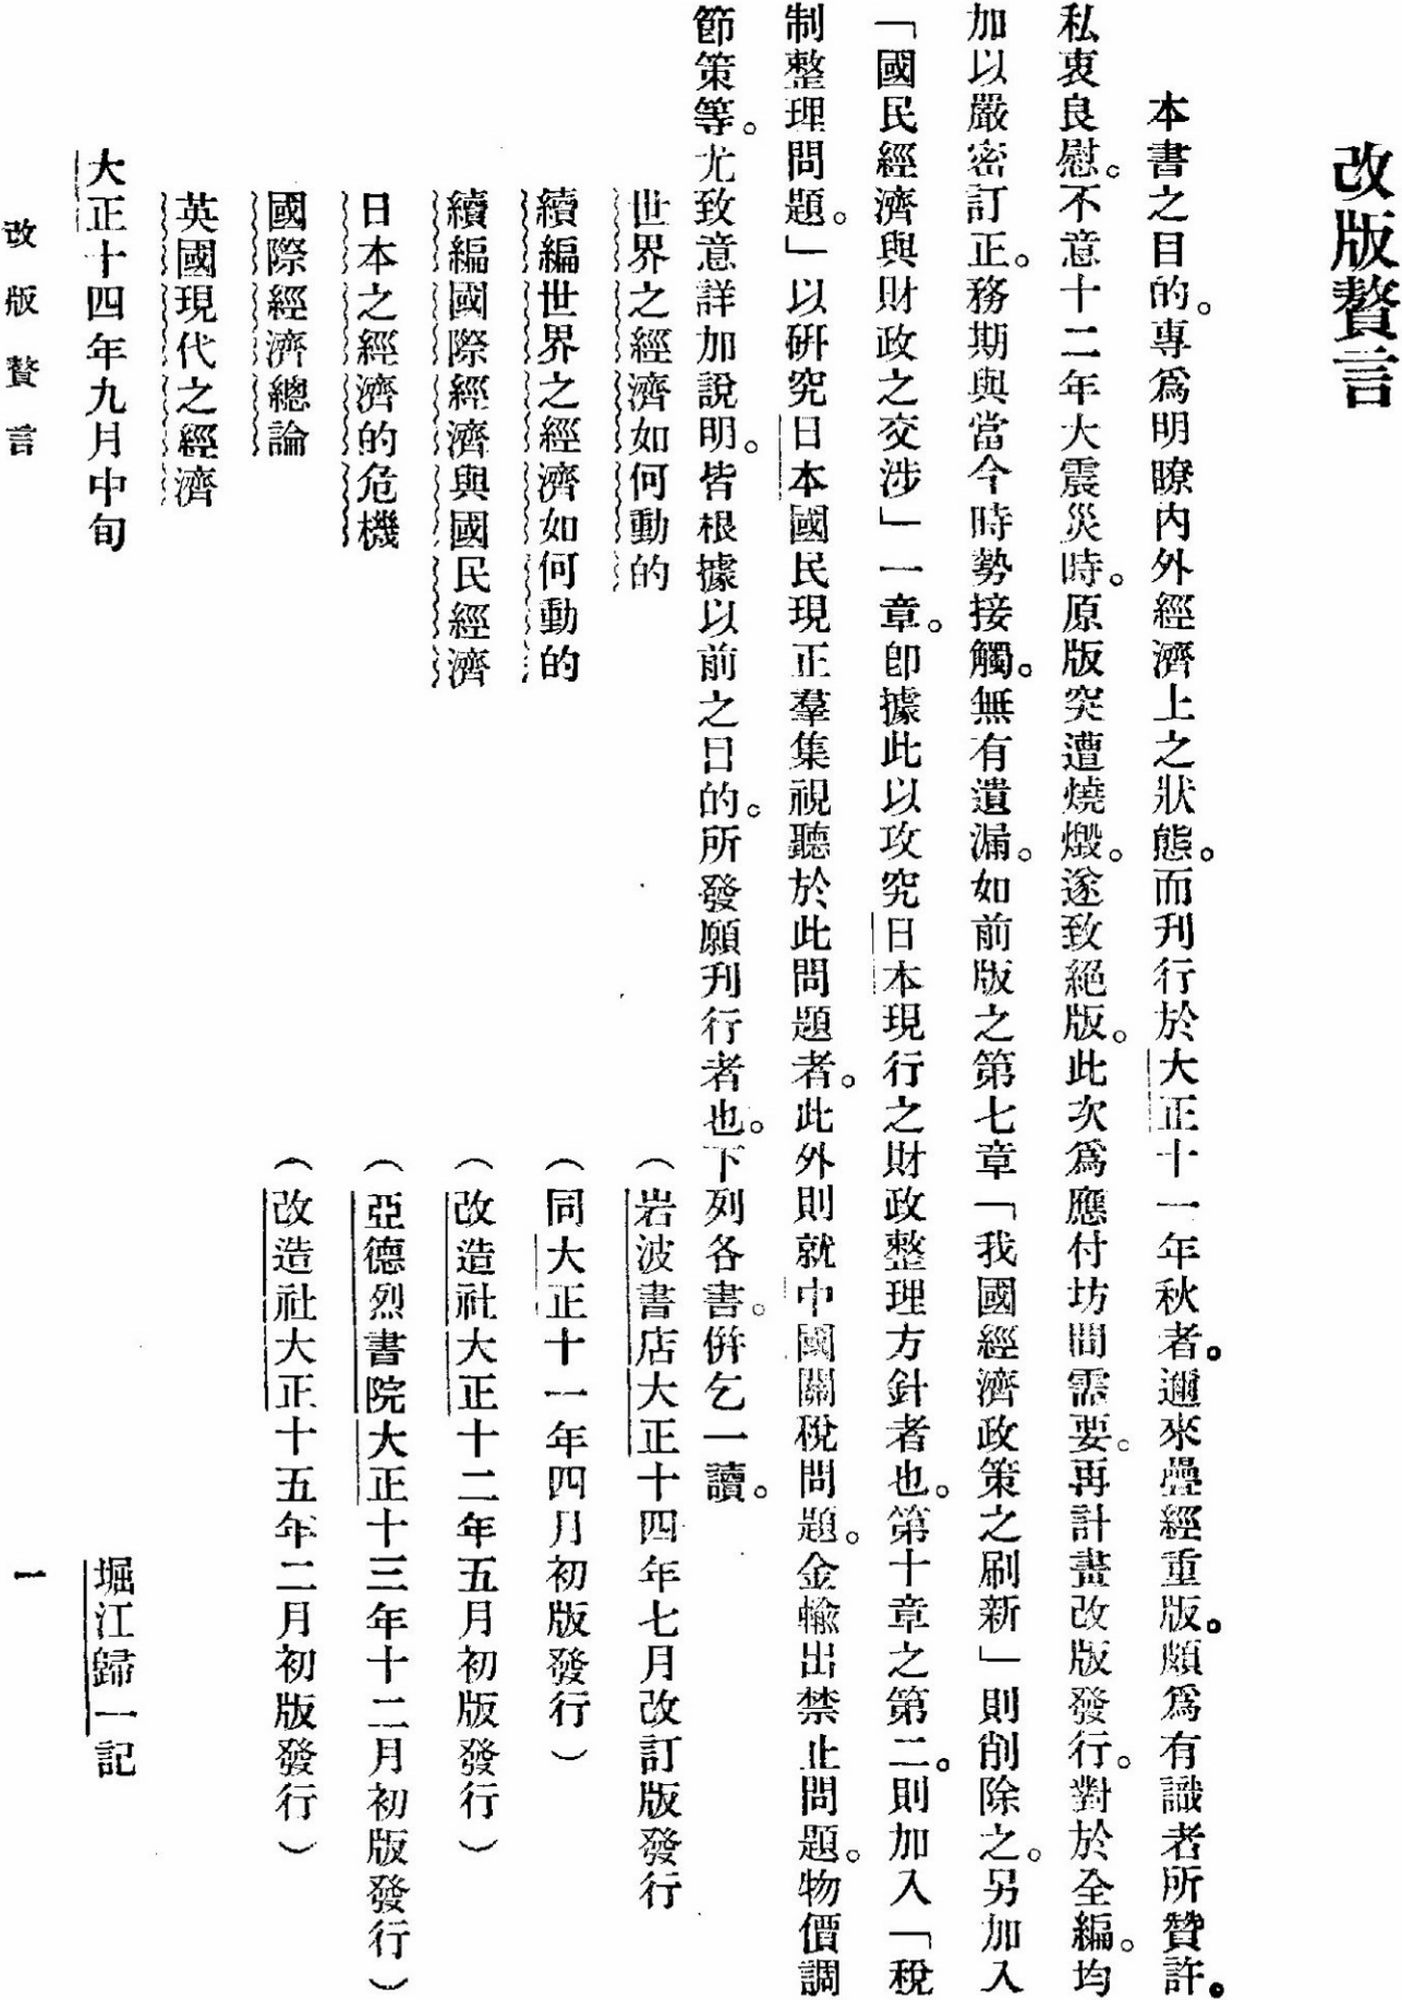 改版贅言
本書之目的。專爲明瞭內外經濟上之狀態。而刋行於大正十一年秋者。邇來疊經重版。頗爲有識者所贊許。
私衷良慰。不意十二年大震災時。原版突遭燒燬。遂致絕版。此次爲應付坊間需要。再計畫改版發行。對於全編。均
加以嚴密訂正。務期與當今時勢接觸。無有遺漏。如前版之第七章「我國經濟政策之刷新」則削除之。另加入
「國民經濟與財政之交涉」一章。卽據此以攻究日本現行之財政整理方針者也。第十章之第二。則加入「稅
制整理問題。」以硏究日本國民現正羣集視聽於此問題者。此外則就中國關稅問題。金輸出禁止問題。物價調
節策等。尤致意詳加說明。皆根據以前之目的。所發願刋行者也。下列各書。併乞一讀。
世界之經濟如何動的（岩波書店大正十四年七月改訂版發行
續編世界之經濟如何動的（同大正十一年四月初版發行）
續編國際經濟與國民經濟（改造社大正十二年五月初版發行）
日本之經濟的危機（亞德烈書院大正十三年十二月初版發行）
國際經濟總論（改造社大正十五年二月初版發行）
英國現代之經濟
大正十四年九月中旬
堀江歸一記
改版贅言
一